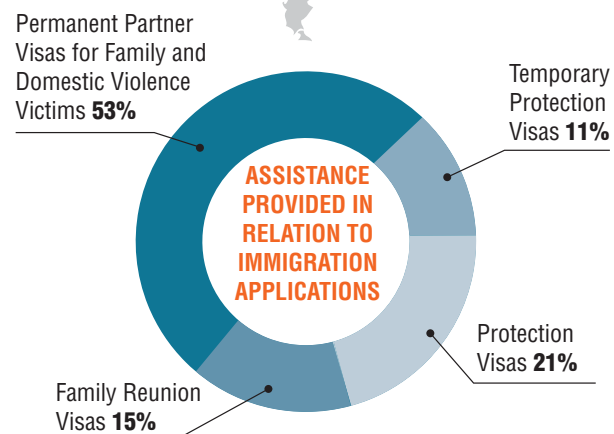 Permanent Partner
Visas for Family and
Domestic Violence
Victims 53%
Temporary
Protection
Visas 11%
ASSISTANCE
PROVIDED IN
RELATION TO
IMMIGRATION
APPLICATIONS
Protection
Visas 21%
Family Reunion
Visas 15%